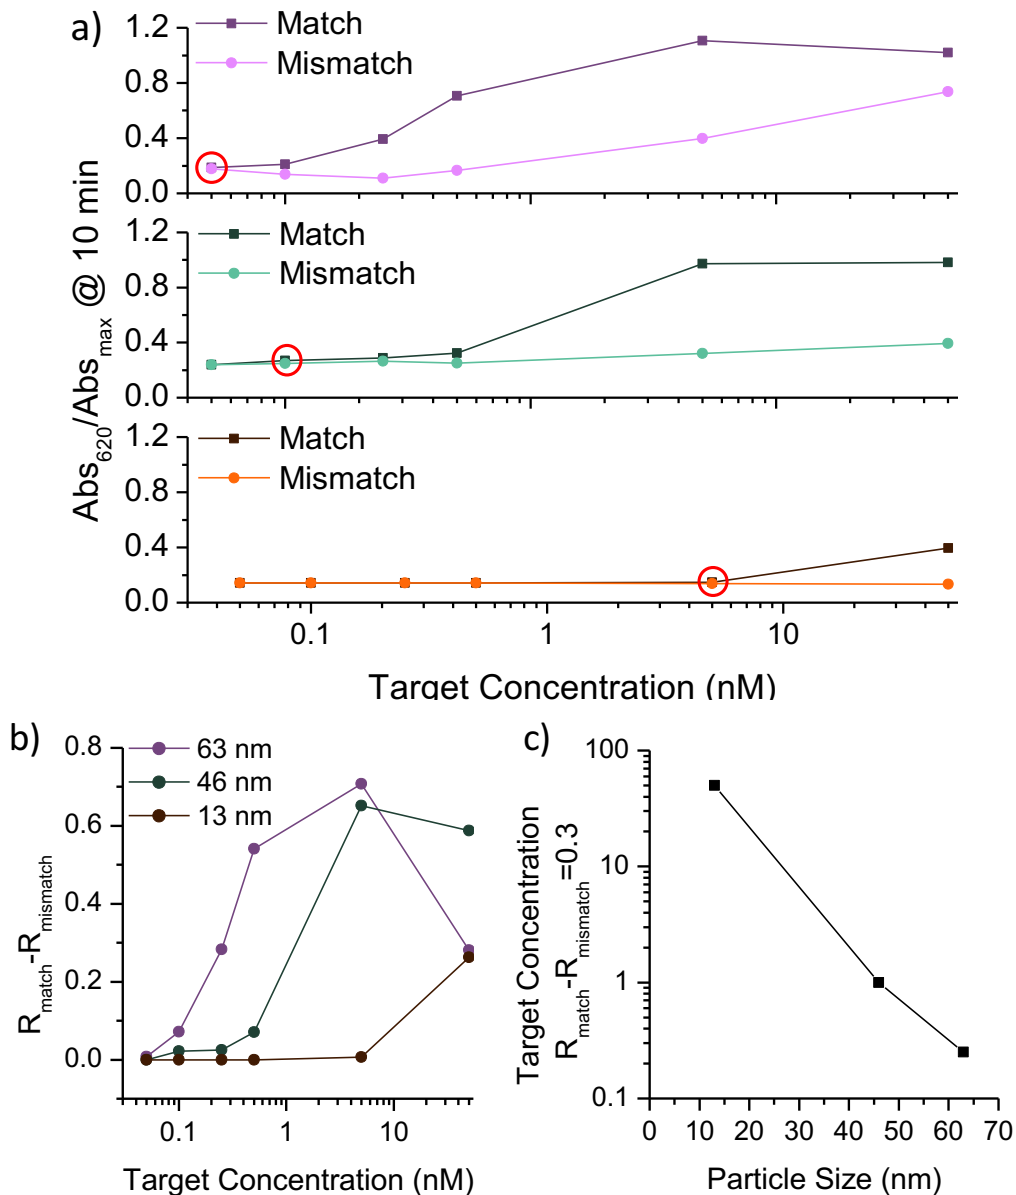 a)
Match
Mismatch
1.2
0.8
0.4
0.0
Match
Mismatch
1.2
0.8
0.4
0.0
Match
Mismatch
1.2
0.8
0.4
0.0
0.1 1 10
Abs620/Absmax @ 10 min
Target Concentration (nM)
b)
63 nm
46 nm
13 nm
0.8
0.6
0.4
0.2
0.0
0.1 1 10
Rmatch-Rmismatch
Target Concentration (nM)
c)
100
10
1
0.1
0 10 20 30 40 50 60 70
Target Concentration
Rmatch-Rmismatch=0.3
Particle Size (nm)